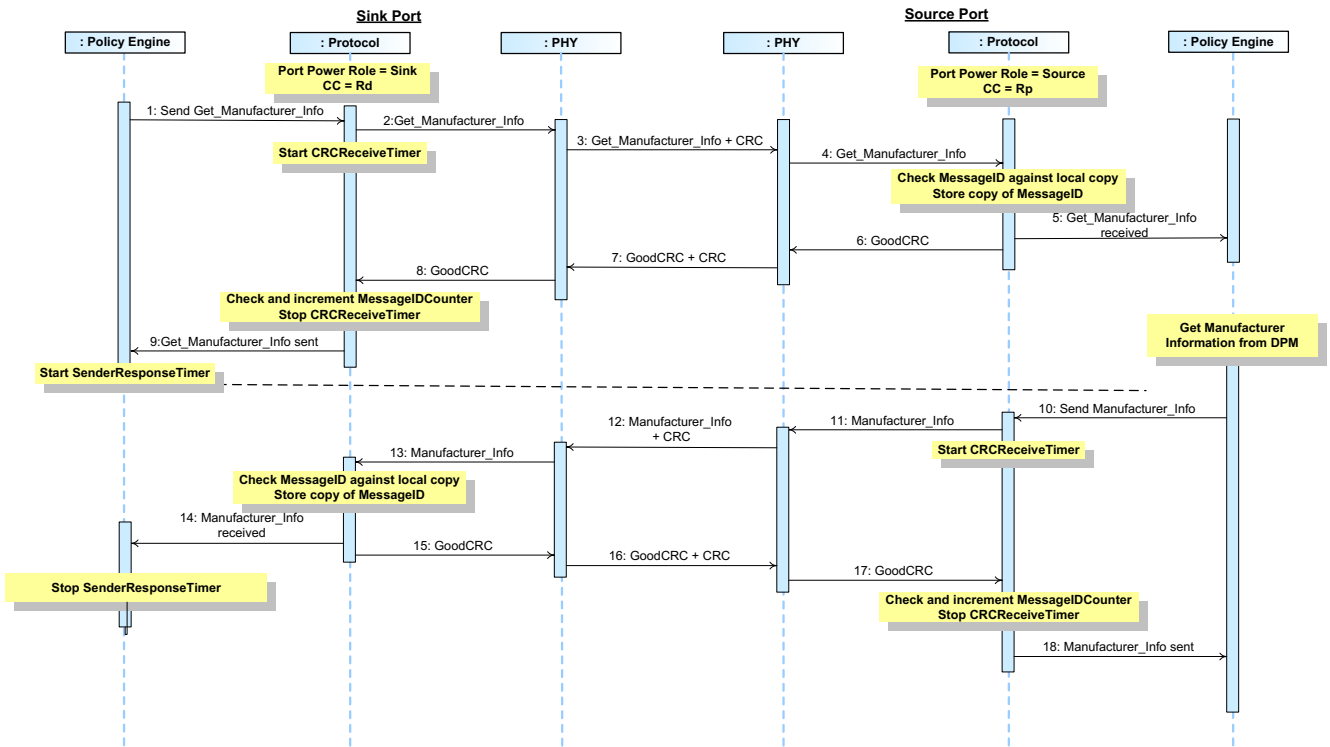 Sink Port
Source Port
: Policy Engine
: Protocol
: PHY
: PHY
: Protocol
: Policy Engine
Port Power Role = Sink
CC = Rd
Port Power Role = Source
CC = Rp
1: Send Get_Manufacturer_Info
2:Get_Manufacturer_Info
Start CRCReceiveTimer
3: Get_Manufacturer_Info + CRC
4: Get_Manufacturer_Info
Check MessageID against local copy
Store copy of MessageID
5: Get_Manufacturer_Info
received
6: GoodCRC
7: GoodCRC + CRC
8: GoodCRC
Check and increment MessageIDCounter
Stop CRCReceiveTimer
9:Get_Manufacturer_Info sent
Start SenderResponseTimer
Get Manufacturer
Information from DPM
10: Send Manufacturer_Info
11: Manufacturer_Info
Start CRCReceiveTimer
12: Manufacturer_Info
+ CRC
13: Manufacturer_Info
Check MessageID against local copy
Store copy of MessageID
14: Manufacturer_Info
received
15: GoodCRC
16: GoodCRC + CRC
17: GoodCRC
Stop SenderResponseTimer
Check and increment MessageIDCounter
Stop CRCReceiveTimer
18: Manufacturer_Info sent